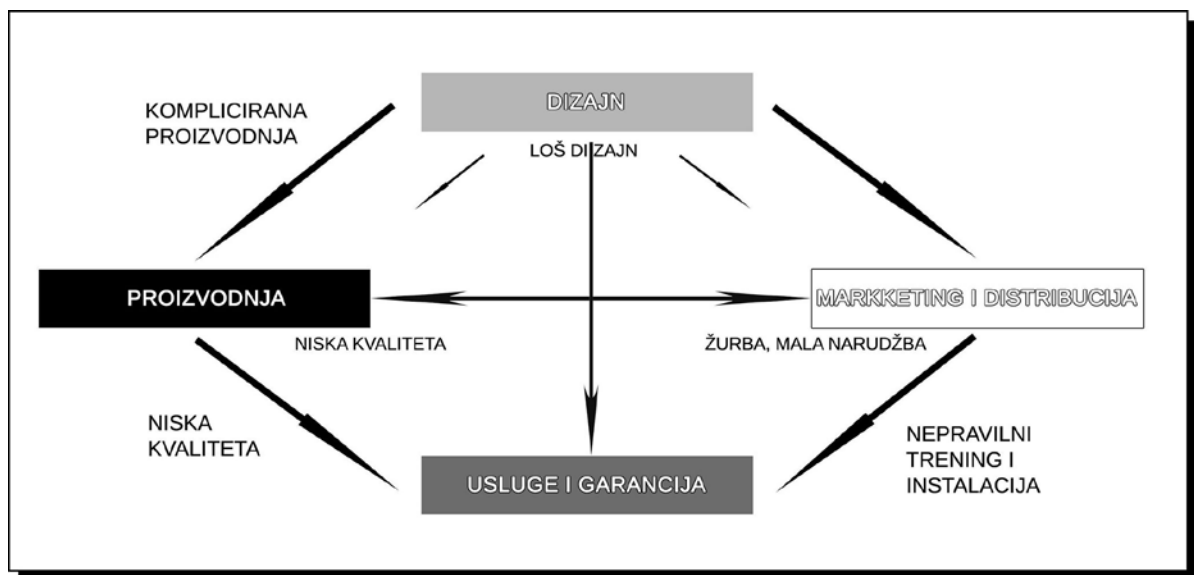 DIZAJN
KOMPLICIRANA
PROIZVODNJA
LOŠ DIZAJN
PROIZVODNJA
MARKKETING I DISTRIBUCIJA
NISKA KVALITETA
ŽURBA, MALA NARUDŽBA
NISKA
KVALITETA
NEPRAVILNI
TRENING I
INSTALACIJA
USLUGE I GARANCIJA